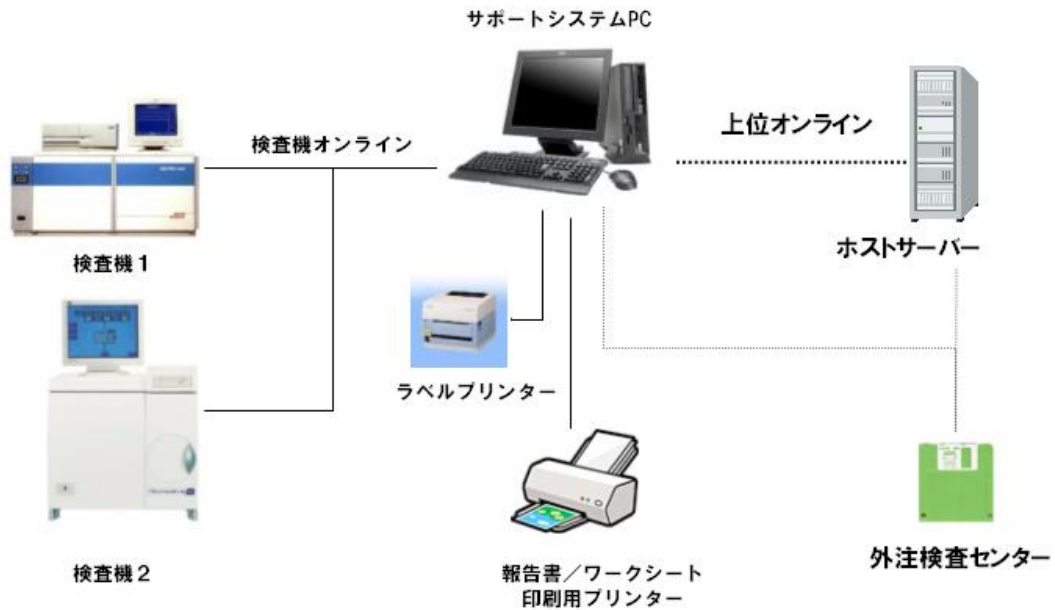 サポートシステムPC
検査機オンライン
上位オンライン
検査機1
ホストサーバー
ラベルプリンター
検査機2
報告書/ワークシート
印刷用プリンター
外注検査センター